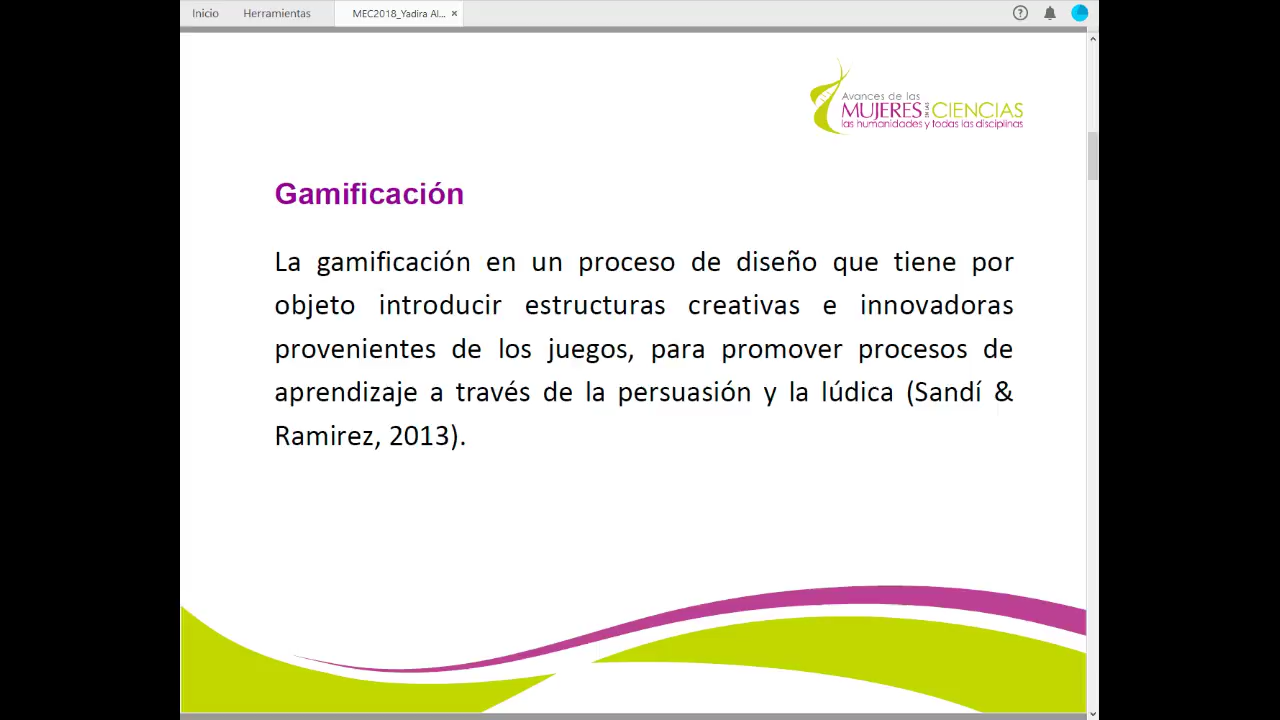 Inicio Herramientas MEC2018_Yadira Al... ×
Avances de las
MUJERES EN LAS CIENCIAS
las humanidades y todas las disciplinas
Gamificación
La gamificación en un proceso de diseño que tiene por
objeto introducir estructuras creativas e innovadoras
provenientes de los juegos, para promover procesos de
aprendizaje a través de la persuasión y la lúdica (Sandí &
Ramirez, 2013).